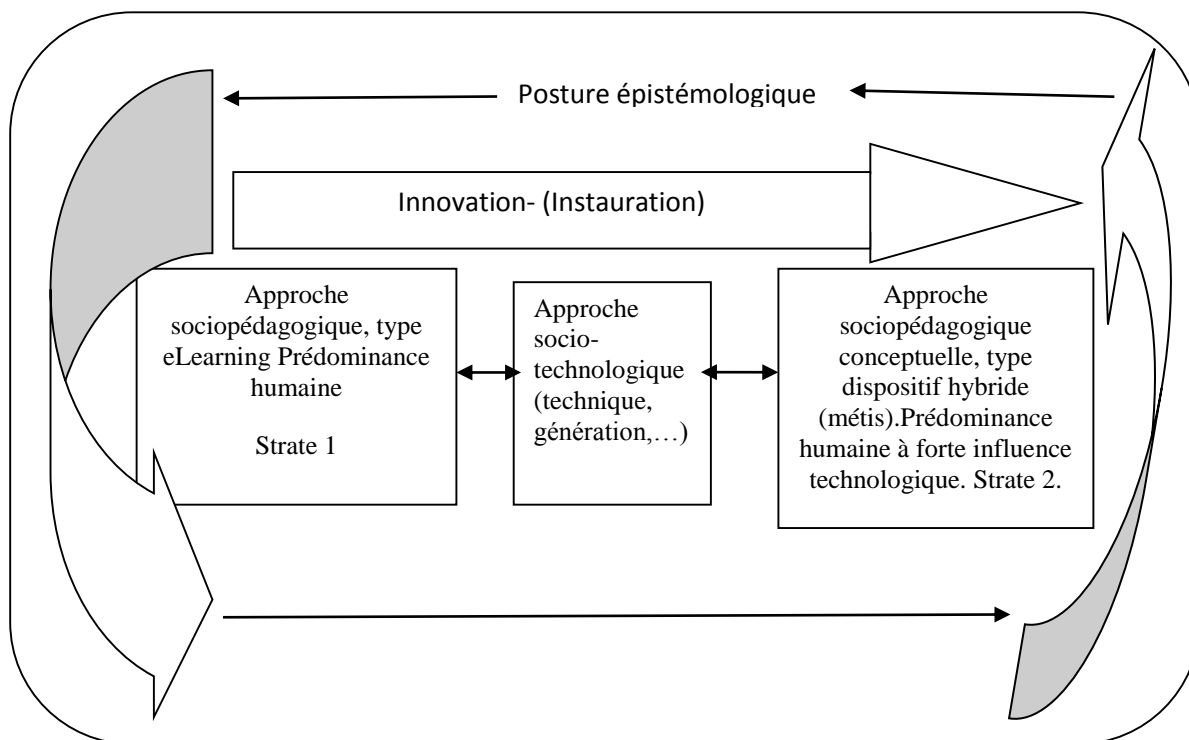 Posture épistémologique
Innovation- (Instauration)
Approche
sociopédagogique, type
eLearning Prédominance
humaine
Strate 1
Approche
socio-
technologique
(technique,
génération,…)
Approche
sociopédagogique
conceptuelle, type
dispositif hybride
(métis).Prédominance
humaine à forte influence
technologique. Strate 2.